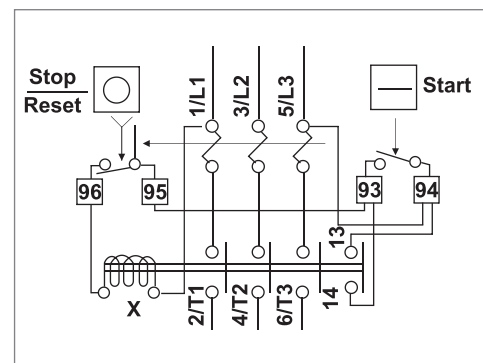 Stop
Reset
1/L1
3/L2
5/L3
Start
96
95
93
94
13
X
2/T1
4/T2
6/T3
14